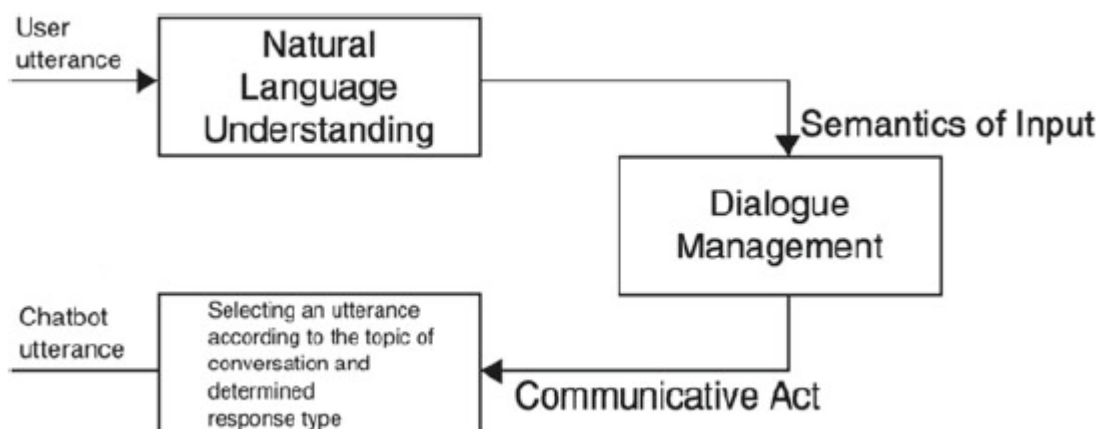 User
utterance
Natural
Language
Understanding
Semantics of Input
Dialogue
Management
Communicative Act
Selecting an utterance
according to the topic of
conversation and
determined
response type
Chatbot
utterance